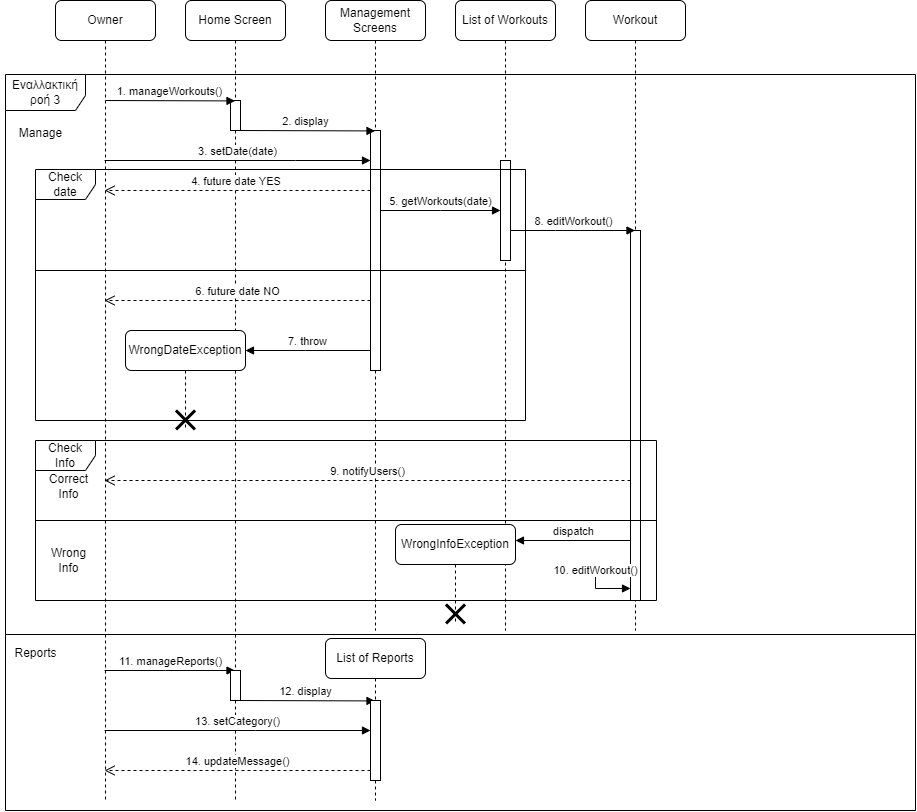 Owner
Home Screen
Management
Screens
List of Workouts
Workout
Εναλλακτική
ροή 3
1. manageWorkouts()
2. display
Manage
3. setDate(date)
Check
date
4. future date YES
5. getWorkouts(date)
8. editWorkout()
6. future date NO
7. throw
WrongDateException
Check
Info
Correct
Info
9. notifyUsers()
dispatch
WrongInfoException
Wrong
Info
10. editWorkout()
Reports
List of Reports
11. manageReports()
12. display
13. setCategory()
14. updateMessage()